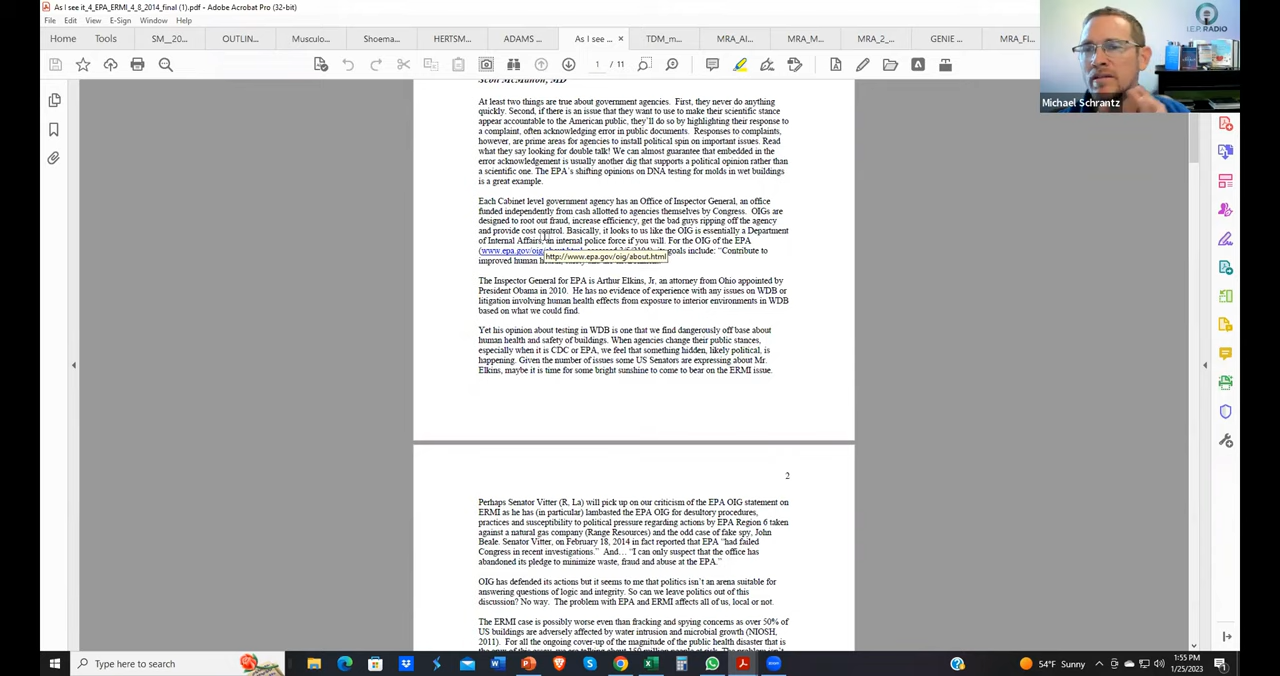 As I see it_4_EPA_ERMI_4_8_2014_final (1).pdf - Adobe Acrobat Pro (32-bit)
File Edit View E-Sign Window Help
Home Tools SM__20... OUTLIN... Musculo... Shoema... HERTSM... ADAMS ... As I see ... × TDM_m... MRA_Al... MRA_M... MRA_2_... GENIE ... MRA_FI...
1 / 11
I.E.P. RADIO
Michael Schrantz
Scott McMahon, MD
At least two things are true about government agencies. First, they never do anything
quickly. Second, if there is an issue that they want to use to make their scientific stance
appear accountable to the American public, they'll do so by highlighting their response to
a complaint, often acknowledging error in public documents. Responses to complaints,
however, are prime areas for agencies to install political spin on important issues. Read
what they say looking for double talk! We can almost guarantee that embedded in the
error acknowledgement is usually another dig that supports a political opinion rather than
a scientific one. The EPA's shifting opinions on DNA testing for molds in wet buildings
is a great example.
Each Cabinet level government agency has an Office of Inspector General, an office
funded independently from cash allotted to agencies themselves by Congress. OIGs are
designed to root out fraud, increase efficiency, get the bad guys ripping off the agency
and provide cost control. Basically, it looks to us like the OIG is essentially a Department
of Internal Affairs, an internal police force if you will. For the OIG of the EPA
(www.epa.gov/oig/about.html, goals include: "Contribute to
improved human
http://www.epa.gov/oig/about.html
The Inspector General for EPA is Arthur Elkins, Jr, an attorney from Ohio appointed by
President Obama in 2010. He has no evidence of experience with any issues on WDB or
litigation involving human health effects from exposure to interior environments in WDB
based on what we could find.
Yet his opinion about testing in WDB is one that we find dangerously off base about
human health and safety of buildings. When agencies change their public stances,
especially when it is CDC or EPA, we feel that something hidden, likely political, is
happening. Given the number of issues some US Senators are expressing about Mr.
Elkins, maybe it is time for some bright sunshine to come to bear on the ERMI issue.
2
Perhaps Senator Vitter (R, La) will pick up on our criticism of the EPA OIG statement on
ERMI as he has (in particular) lambasted the EPA OIG for desultory procedures,
practices and susceptibility to political pressure regarding actions by EPA Region 6 taken
against a natural gas company (Range Resources) and the odd case of fake spy, John
Beale. Senator Vitter, on February 18, 2014 in fact reported that EPA "had failed
Congress in recent investigations." And… "I can only suspect that the office has
abandoned its pledge to minimize waste, fraud and abuse at the EPA."
OIG has defended its actions but it seems to me that politics isn't an arena suitable for
answering questions of logic and integrity. So can we leave politics out of this
discussion? No way. The problem with EPA and ERMI affects all of us, local or not.
The ERMI case is possibly worse even than fracking and spying concerns as over 50% of
US buildings are adversely affected by water intrusion and microbial growth (NIOSH,
2011). For all the ongoing cover-up of the magnitude of the public health disaster that is
Type here to search
54°F Sunny
1:55 PM
1/25/2023